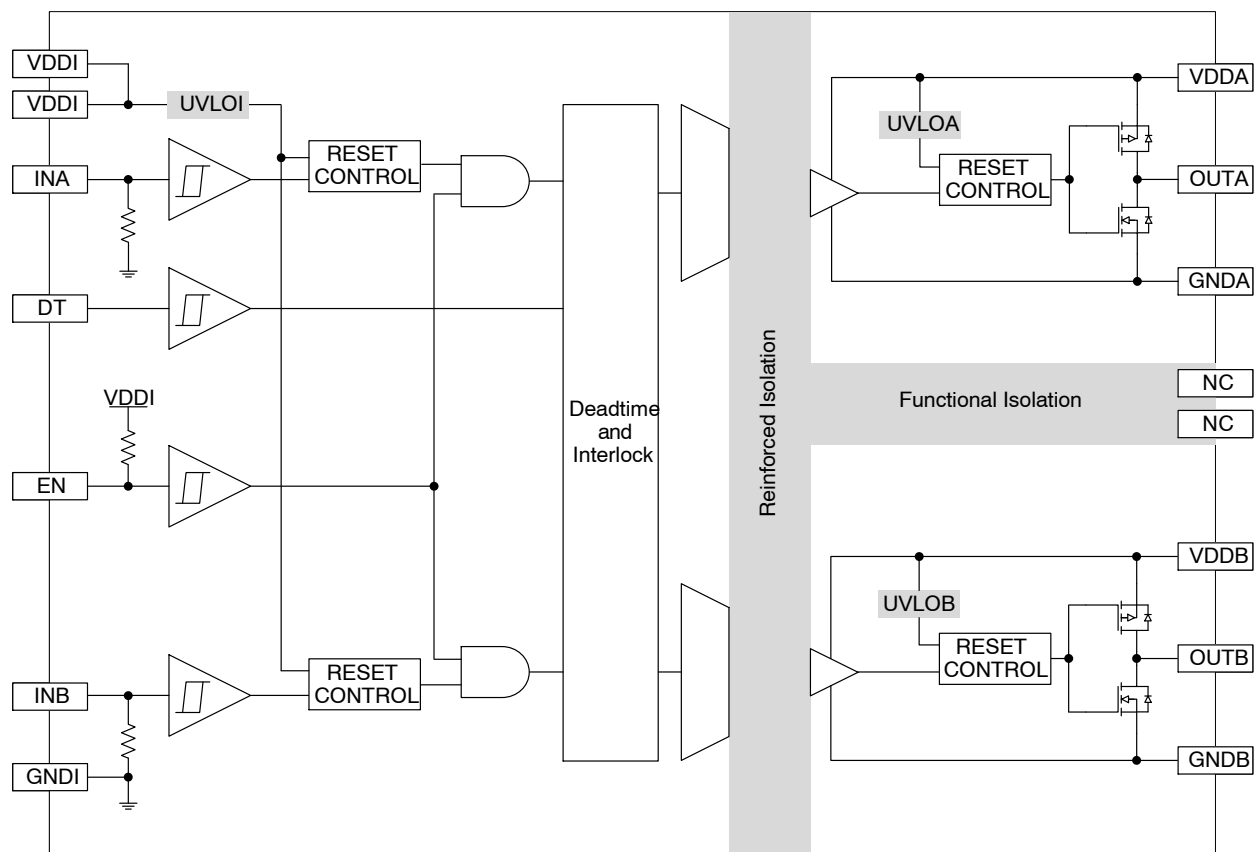 VDDI
VDDI
UVLOI
INA
RESET
CONTROL
DT
VDDI
EN
INB
RESET
CONTROL
GNDI
Deadtime
and
Interlock
Reinforced Isolation
Functional Isolation
UVLOA
RESET
CONTROL
VDDA
OUTA
GNDA
NC
NC
UVLOB
RESET
CONTROL
VDDB
OUTB
GNDB